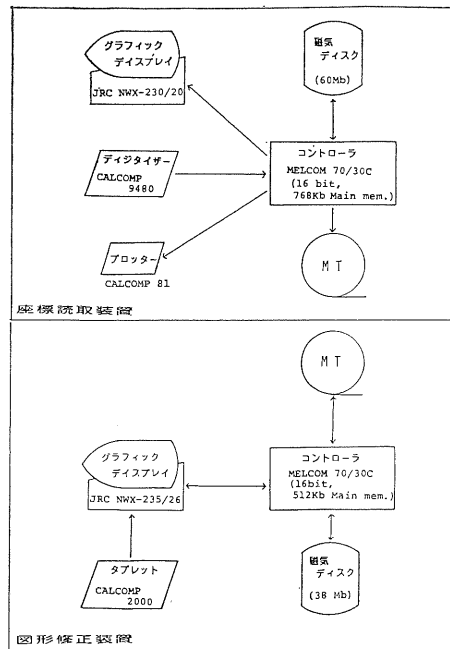 グラフィック
ディスプレイ
JRC NWX-230/20
磁気
ディスク
(60Mb)
ディジタイザー
CALCOMP
9480
コントローラ
MELCOM 70/30C
(16 bit,
768Kb Main mem.)
プロッター
CALCOMP 81
MT
座標読取装置
MT
グラフィック
ディスプレイ
JRC NWX-235/26
コントローラ
MELCOM 70/30C
(16bit,
512Kb Main mem.)
タブレット
CALCOMP
2000
磁気
ディスク
(38 Mb)
図形修正装置